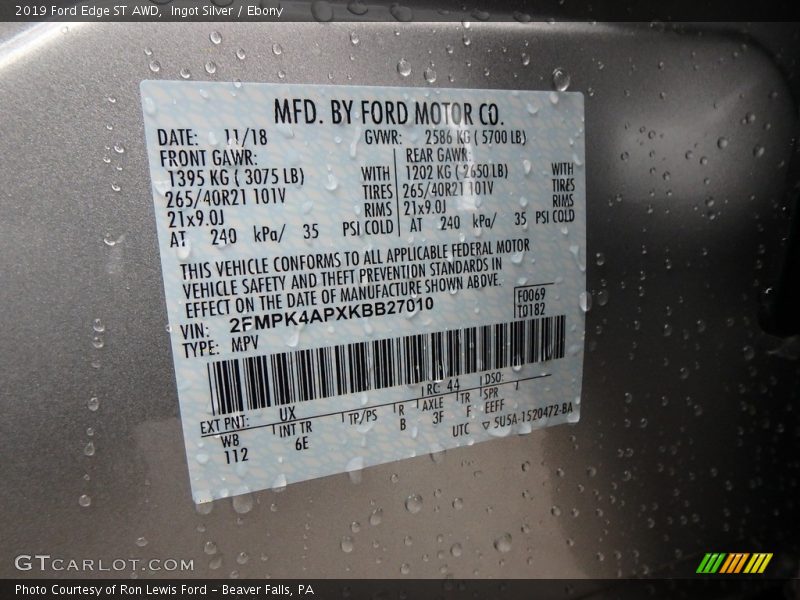 2019 Ford Edge ST AWD,  Ingot Silver / Ebony
MFD. BY FORD MOTOR CO.
DATE: 11/18 GVWR: 2586 KG ( 5700 LB)
FRONT GAWR: REAR GAWR:
1395 KG ( 3075 LB) WITH 1202 KG ( 2650 LB) WITH
265/40R21 101V TIRES 265/40R21 101V TIRES
21x9.0J RIMS 21x9.0J RIMS
AT 240 kPa/ 35 PSI COLD AT 240 kPa/ 35 PSI COLD
THIS VEHICLE CONFORMS TO ALL APPLICABLE FEDERAL MOTOR
VEHICLE SAFETY AND THEFT PREVENTION STANDARDS IN
EFFECT ON THE DATE OF MANUFACTURE SHOWN ABOVE.
VIN: 2FMPK4APXKBB27010 F0069
TYPE: MPV T0182
EXT PNT: UX RC: 44 DSO:
WB INT TR TP/PS R AXLE TR SPR
112 6E B 3F F EEFF
UTC ▽ 5U5A-1520472-BA
GTCARLOT.COM
Photo Courtesy of Ron Lewis Ford – Beaver Falls, PA